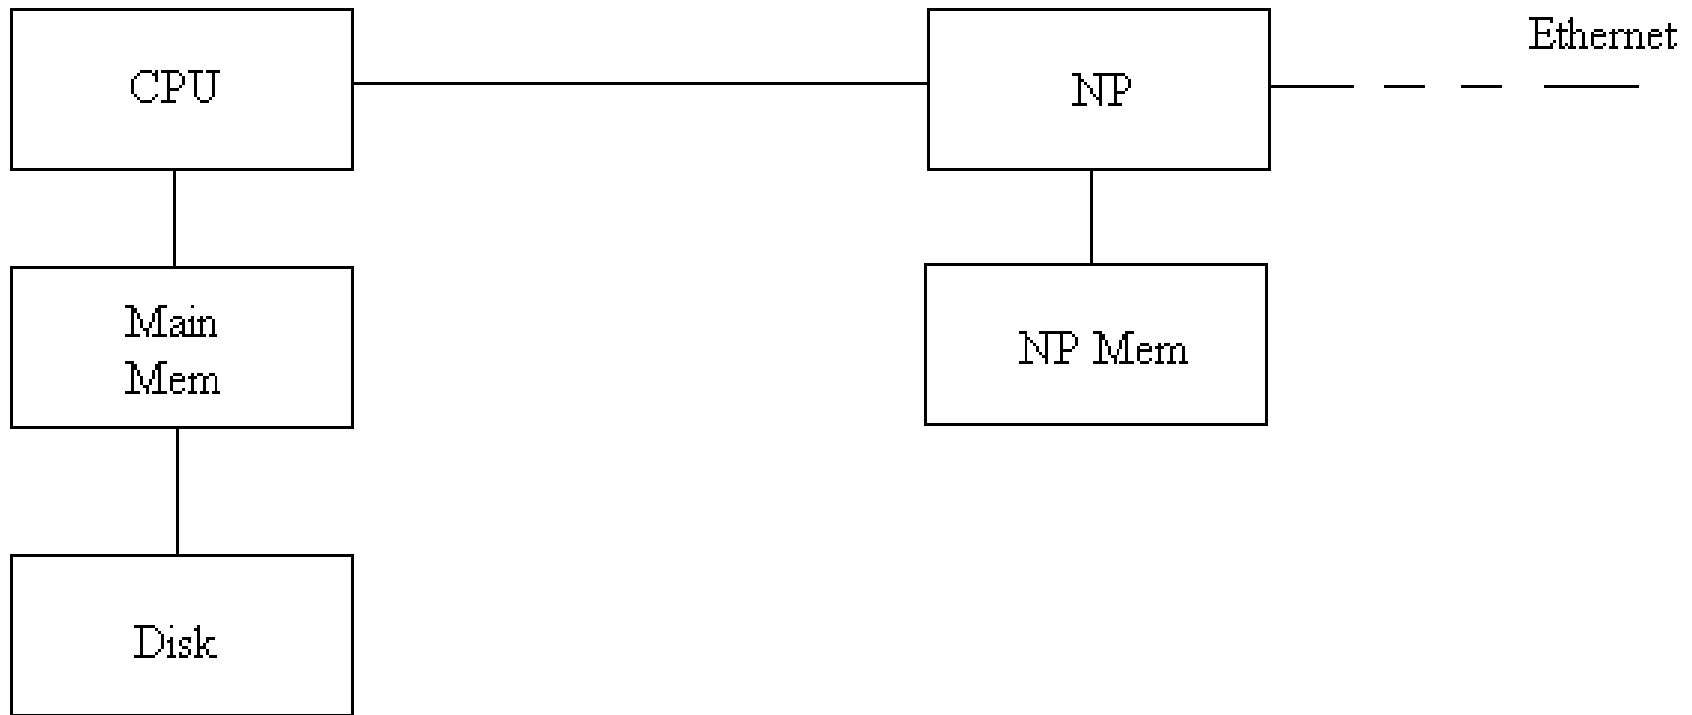 CPU
NP
Ethernet
Main
Mem
NP Mem
Disk